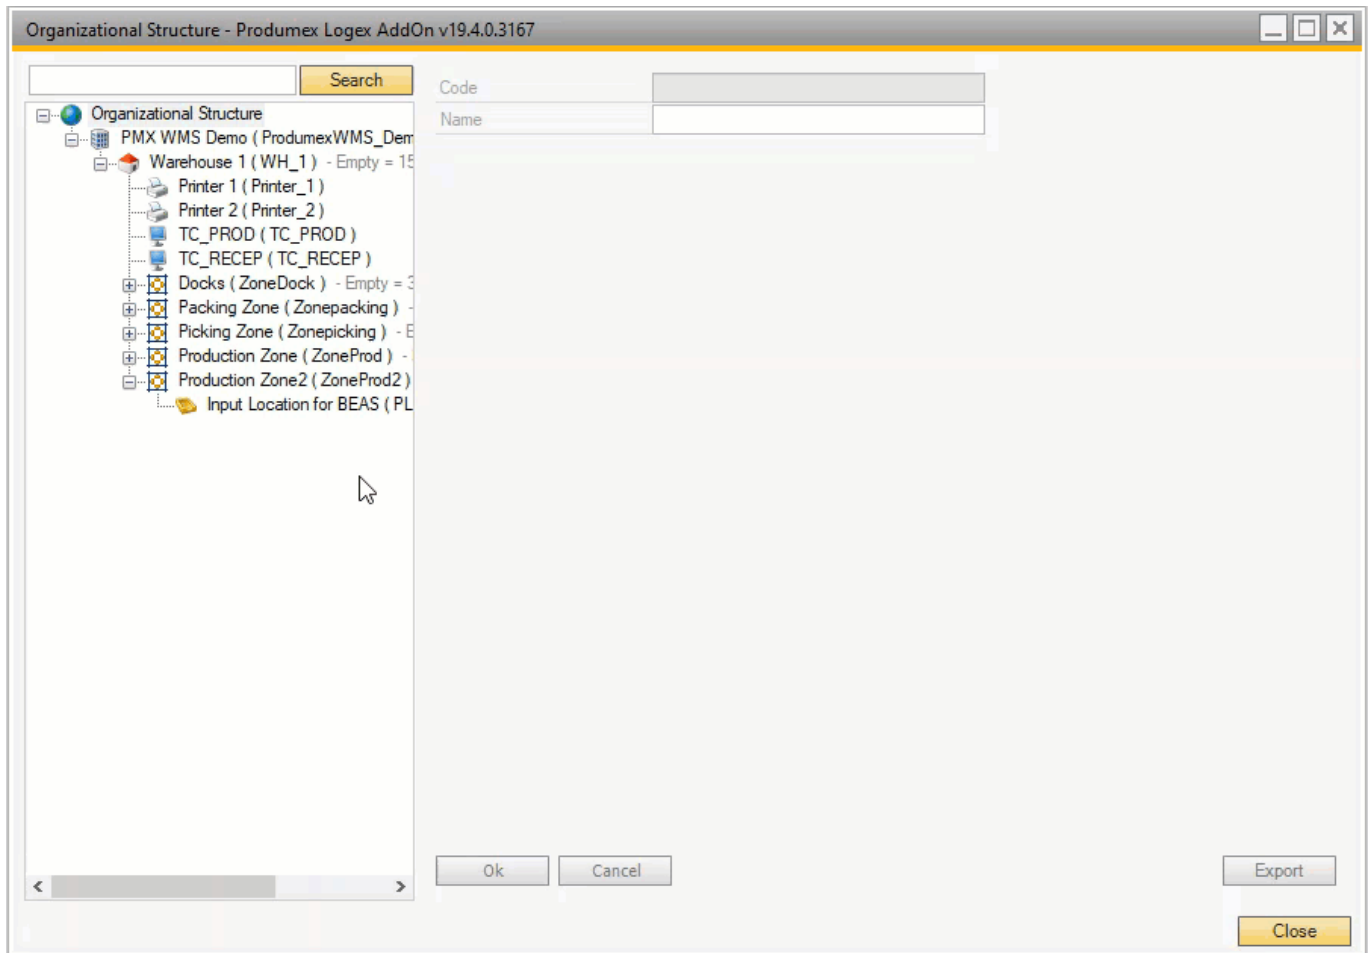 Organizational Structure - Produmex Logex AddOn v19.4.0.3167
Search
Code
Name
Organizational Structure
PMX WMS Demo ( ProdumexWMS_Dem
Warehouse 1 ( WH_1 ) - Empty = 15
Printer 1 ( Printer_1 )
Printer 2 ( Printer_2 )
TC_PROD ( TC_PROD )
TC_RECEP ( TC_RECEP )
Docks ( ZoneDock ) - Empty = 3
Packing Zone ( Zonepacking ) -
Picking Zone ( Zonepicking ) - E
Production Zone ( ZoneProd ) -
Production Zone2 ( ZoneProd2 )
Input Location for BEAS ( PL
Ok
Cancel
Export
Close